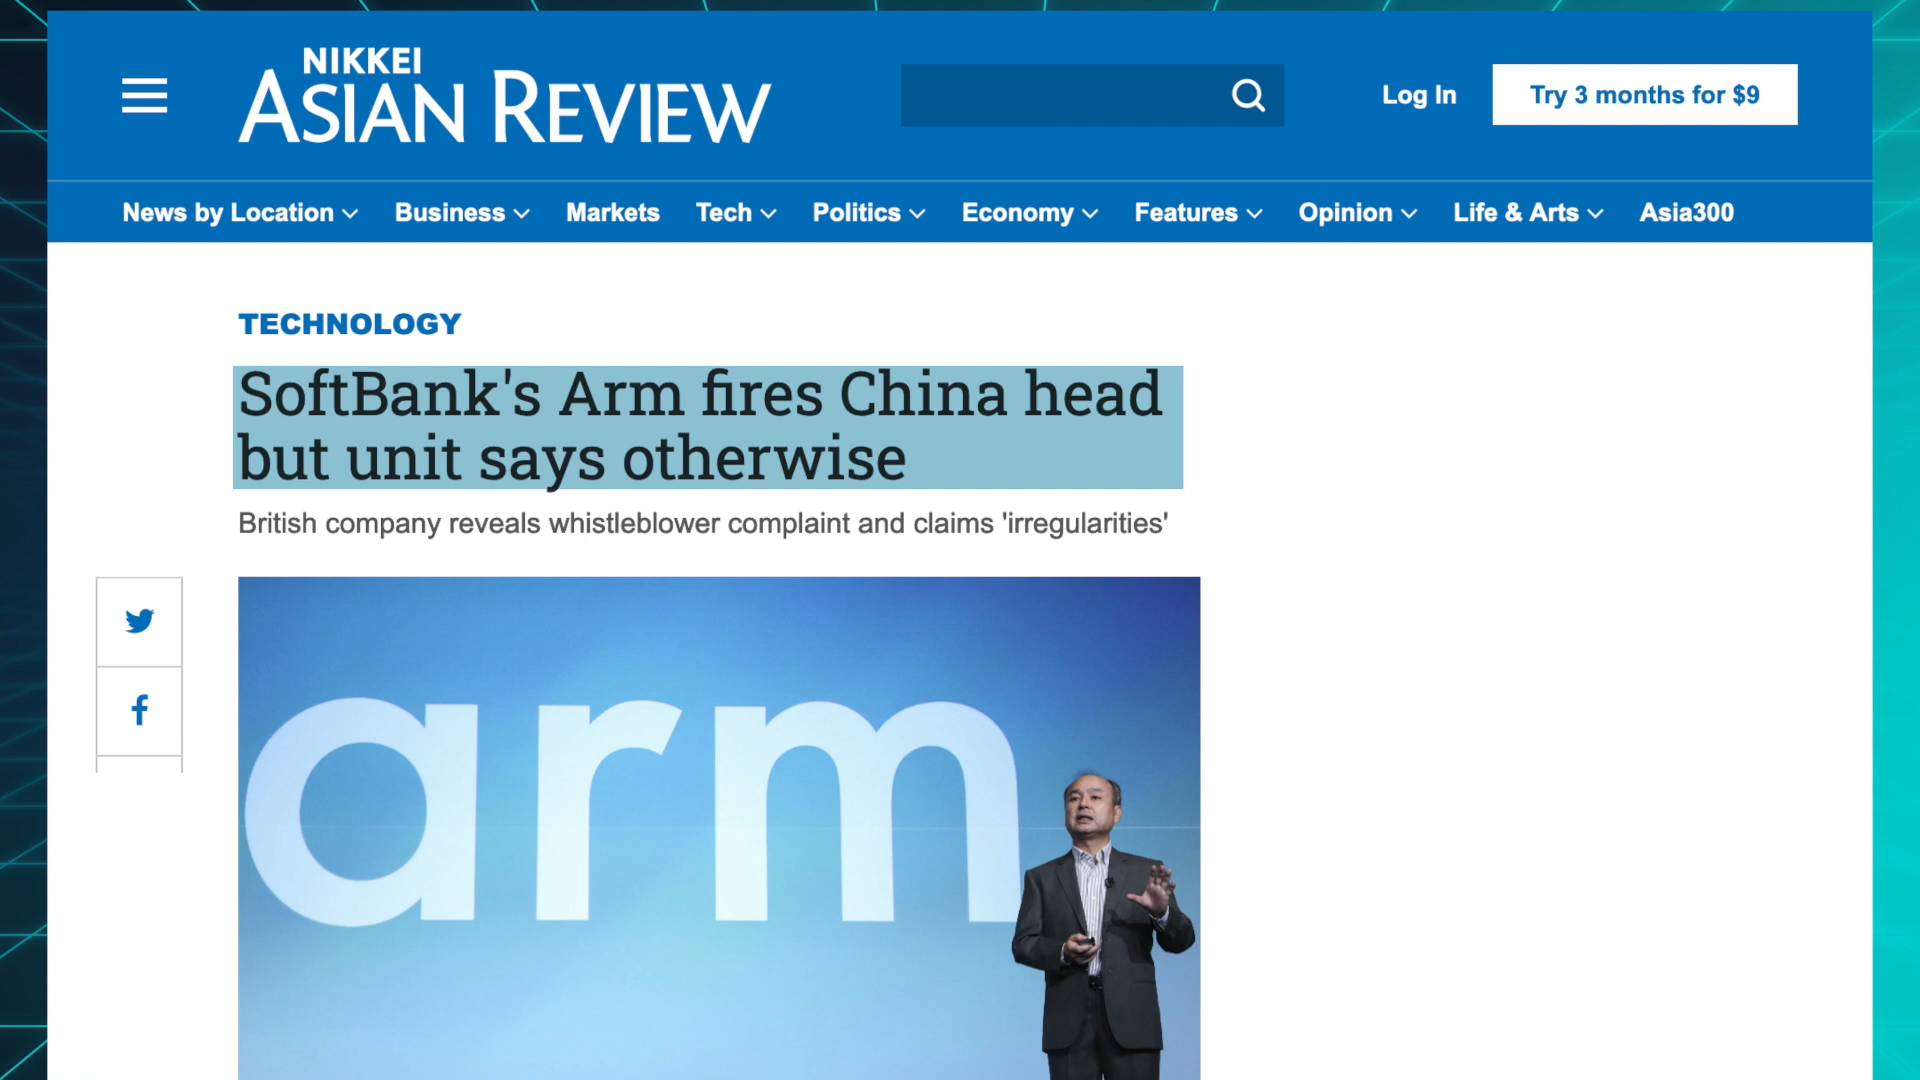 NIKKEI
ASIAN REVIEW
Log In
Try 3 months for $9
News by Location
Business
Markets
Tech
Politics
Economy
Features
Opinion
Life & Arts
Asia300
TECHNOLOGY
SoftBank's Arm fires China head
but unit says otherwise
British company reveals whistleblower complaint and claims 'irregularities'
arm